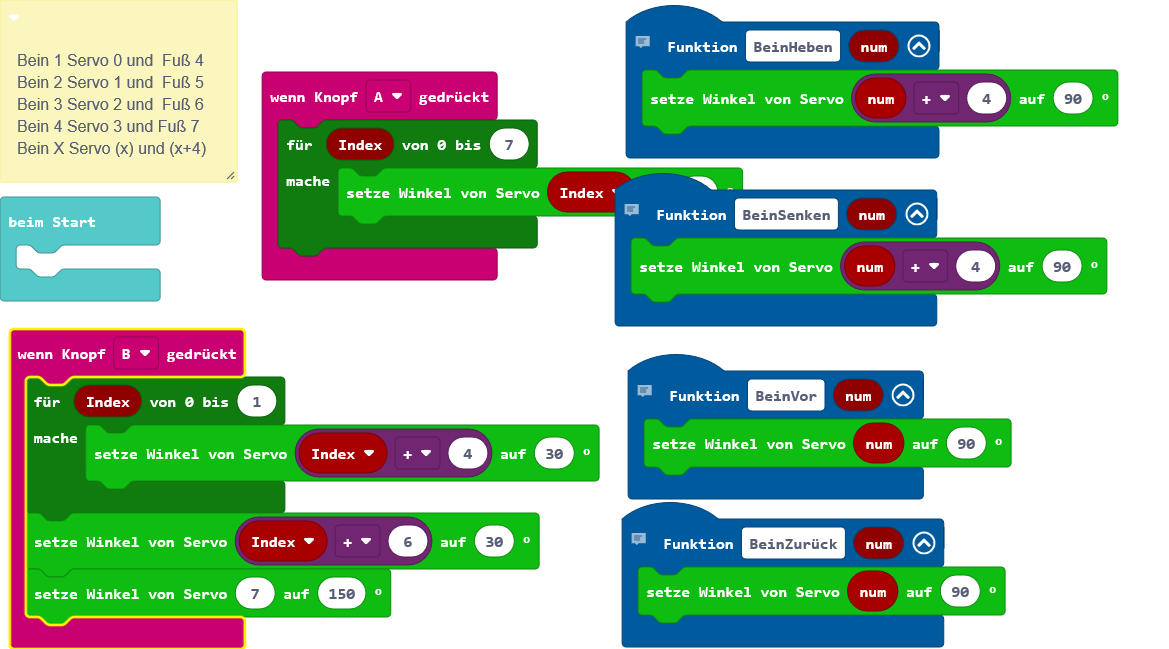 Bein 1 Servo 0 und  Fuß 4
Bein 2 Servo 1 und  Fuß 5
Bein 3 Servo 2 und  Fuß 6
Bein 4 Servo 3 und Fuß 7
Bein X Servo (x) und (x+4)
beim Start
wenn Knopf A gedrückt
für Index von 0 bis 7
mache
setze Winkel von Servo Index
wenn Knopf B gedrückt
für Index von 0 bis 1
mache
setze Winkel von Servo Index + 4 auf 30 °
setze Winkel von Servo Index + 6 auf 30 °
setze Winkel von Servo 7 auf 150 °
Funktion BeinHeben num
setze Winkel von Servo num + 4 auf 90 °
Funktion BeinSenken num
setze Winkel von Servo num + 4 auf 90 °
Funktion BeinVor num
setze Winkel von Servo num auf 90 °
Funktion BeinZurück num
setze Winkel von Servo num auf 90 °